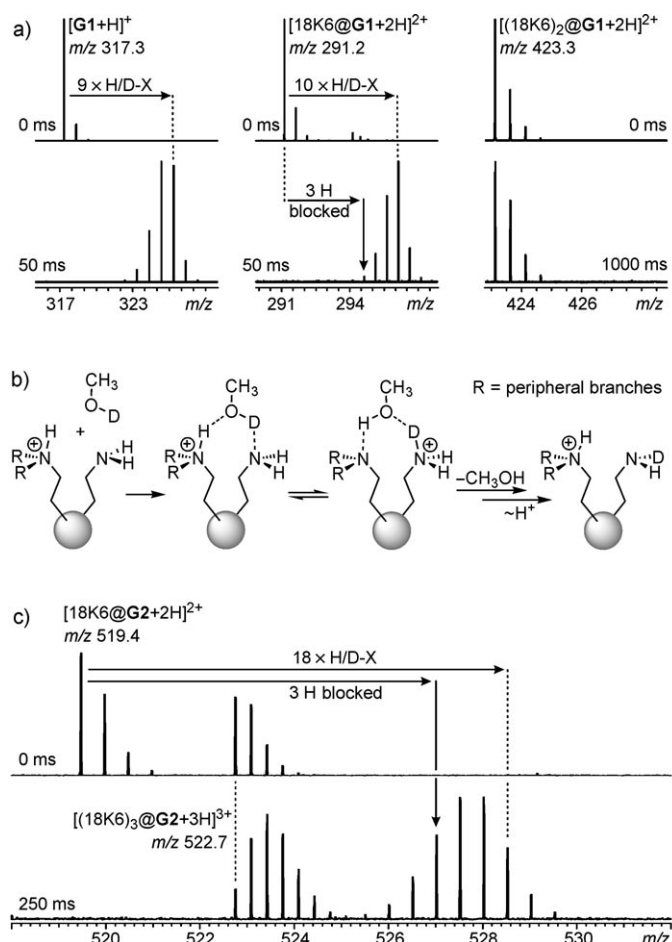 a)
[G1+H]⁺
m/z 317.3
9 × H/D-X
0 ms
50 ms
317
323
m/z
[18K6@G1+2H]²⁺
m/z 291.2
10 × H/D-X
0 ms
3 H
blocked
50 ms
291
294
m/z
[(18K6)₂@G1+2H]²⁺
m/z 423.3
0 ms
1000 ms
424
426
m/z
b)
R = peripheral branches
CH₃
O
D
+
H
⊕
N
R
R
N
H
H
CH₃
O
H
D
⊕
N
R
R
N
H
H
CH₃
O
H
D
R
R
N
⊕
N
H
H
−CH₃OH
~H⁺
H
⊕
N
R
R
N
D
H
c)
[18K6@G2+2H]²⁺
m/z 519.4
18 × H/D-X
3 H blocked
0 ms
[(18K6)₃@G2+3H]³⁺
m/z 522.7
250 ms
520
522
524
526
528
530
m/z